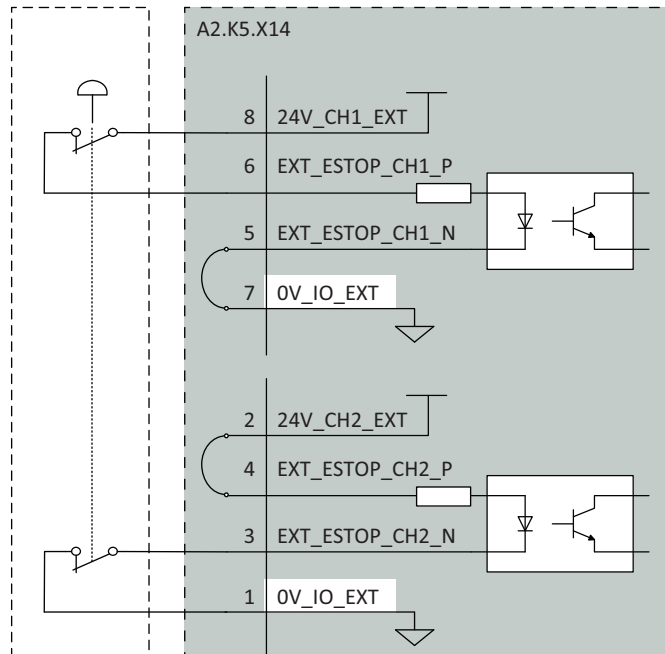 A2.K5.X14
8 24V_CH1_EXT
6 EXT_ESTOP_CH1_P
5 EXT_ESTOP_CH1_N
7 0V_IO_EXT
2 24V_CH2_EXT
4 EXT_ESTOP_CH2_P
3 EXT_ESTOP_CH2_N
1 0V_IO_EXT